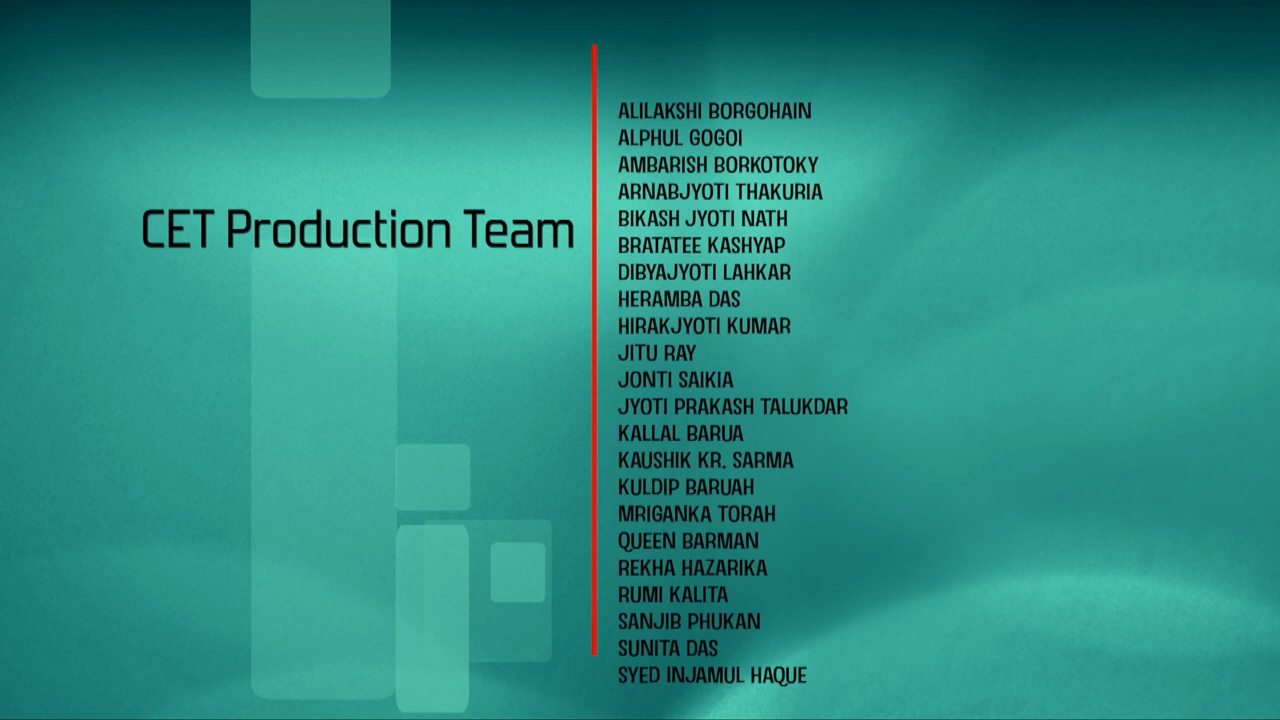 CET Production Team
ALILAKSHI BORGOHAIN
ALPHUL GOGOI
AMBARISH BORKOTOKY
ARNABJYOTI THAKURIA
BIKASH JYOTI NATH
BRATATEE KASHYAP
DIBYAJYOTI LAHKAR
HERAMBA DAS
HIRAKJYOTI KUMAR
JITU RAY
JONTI SAIKIA
JYOTI PRAKASH TALUKDAR
KALLAL BARUA
KAUSHIK KR. SARMA
KULDIP BARUAH
MRIGANKA TORAH
QUEEN BARMAN
REKHA HAZARIKA
RUMI KALITA
SANJIB PHUKAN
SUNITA DAS
SYED INJAMUL HAQUE